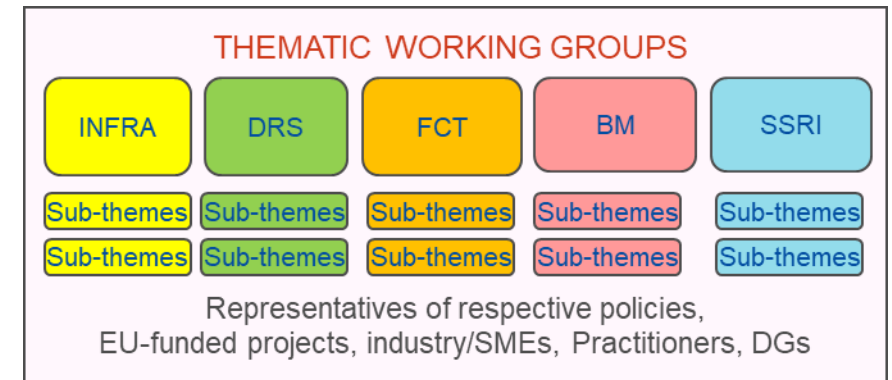 THEMATIC WORKING GROUPS
INFRA DRS FCT BM SSRI
Sub-themes Sub-themes Sub-themes Sub-themes Sub-themes
Sub-themes Sub-themes Sub-themes Sub-themes Sub-themes
Representatives of respective policies,
EU-funded projects, industry/SMEs, Practitioners, DGs